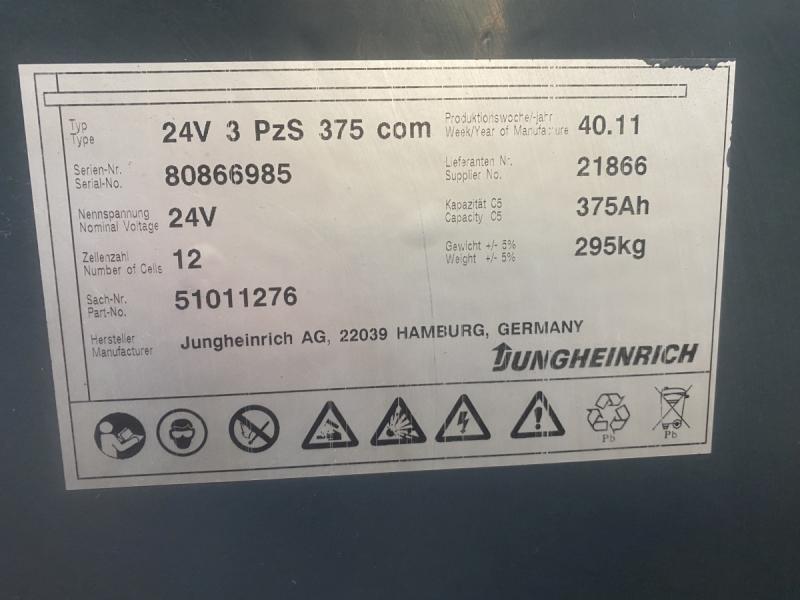 Typ
Type
24V 3 PzS 375 com
Produktionswoche/-jahr
Week/Year of Manufacture
40.11
Serien-Nr.
Serial-No.
80866985
Lieferanten Nr.
Supplier No.
21866
Nennspannung
Nominal Voltage
24V
Kapazität C5
Capacity C5
375Ah
Zellenzahl
Number of Cells
12
Gewicht +/- 5%
Weight +/- 5%
295kg
Sach-Nr.
Part-No.
51011276
Hersteller
Manufacturer
Jungheinrich AG, 22039 HAMBURG, GERMANY
JUNGHEINRICH
Pb
Pb